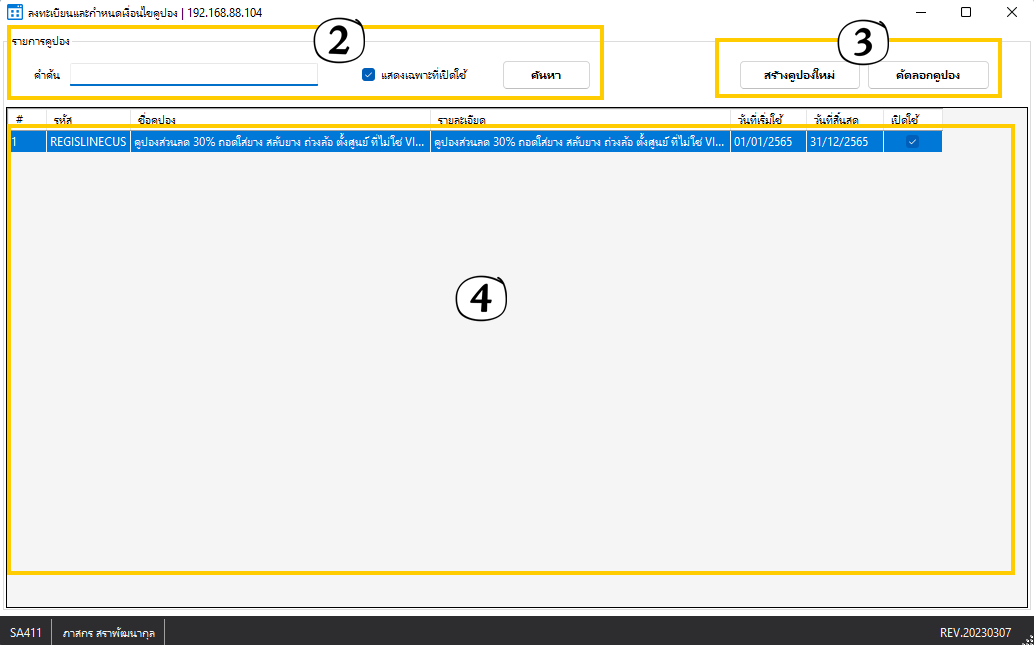 ลงทะเบียนและกำหนดเงื่อนไขคูปอง | 192.168.88.104
รายการคูปอง
2
3
คำค้น
แสดงเฉพาะที่เปิดใช้
ค้นหา
สร้างคูปองใหม่
คัดลอกคูปอง
# รหัส ชื่อคูปอง รายละเอียด วันที่เริ่มใช้ วันที่สิ้นสุด เปิดใช้
1 REGISLINECUS คูปองส่วนลด 30% ถอดใส่ยาง สลับยาง ถ่วงล้อ ตั้งศูนย์ ที่ไม่ใช่ VI... คูปองส่วนลด 30% ถอดใส่ยาง สลับยาง ถ่วงล้อ ตั้งศูนย์ ที่ไม่ใช่ VI... 01/01/2565 31/12/2565
4
SA411 ภาสกร สราพัฒนากุล REV.20230307